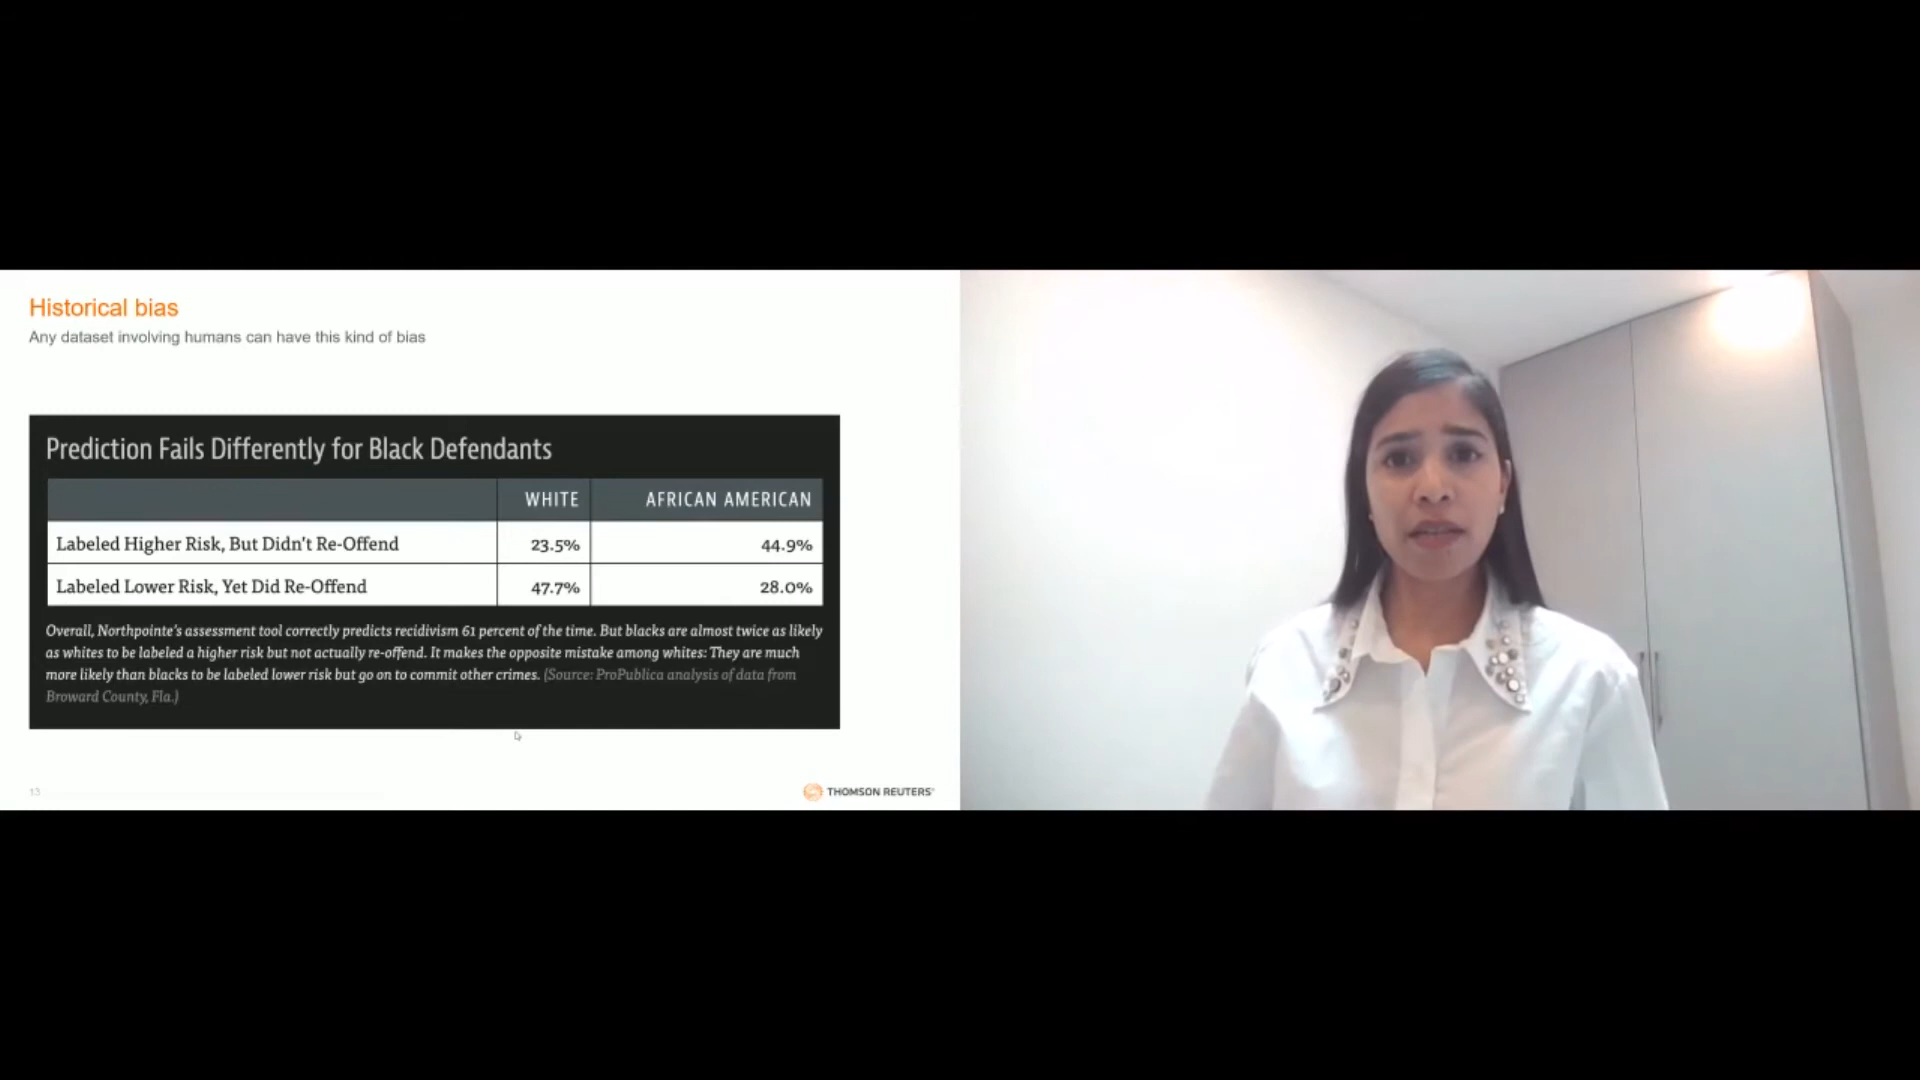 Historical bias
Any dataset involving humans can have this kind of bias
Prediction Fails Differently for Black Defendants
WHITE AFRICAN AMERICAN
Labeled Higher Risk, But Didn't Re-Offend 23.5% 44.9%
Labeled Lower Risk, Yet Did Re-Offend 47.7% 28.0%
Overall, Northpointe's assessment tool correctly predicts recidivism 61 percent of the time. But blacks are almost twice as likely
as whites to be labeled a higher risk but not actually re-offend. It makes the opposite mistake among whites: They are much
more likely than blacks to be labeled lower risk but go on to commit other crimes. (Source: ProPublica analysis of data from
Broward County, Fla.)
13
THOMSON REUTERS